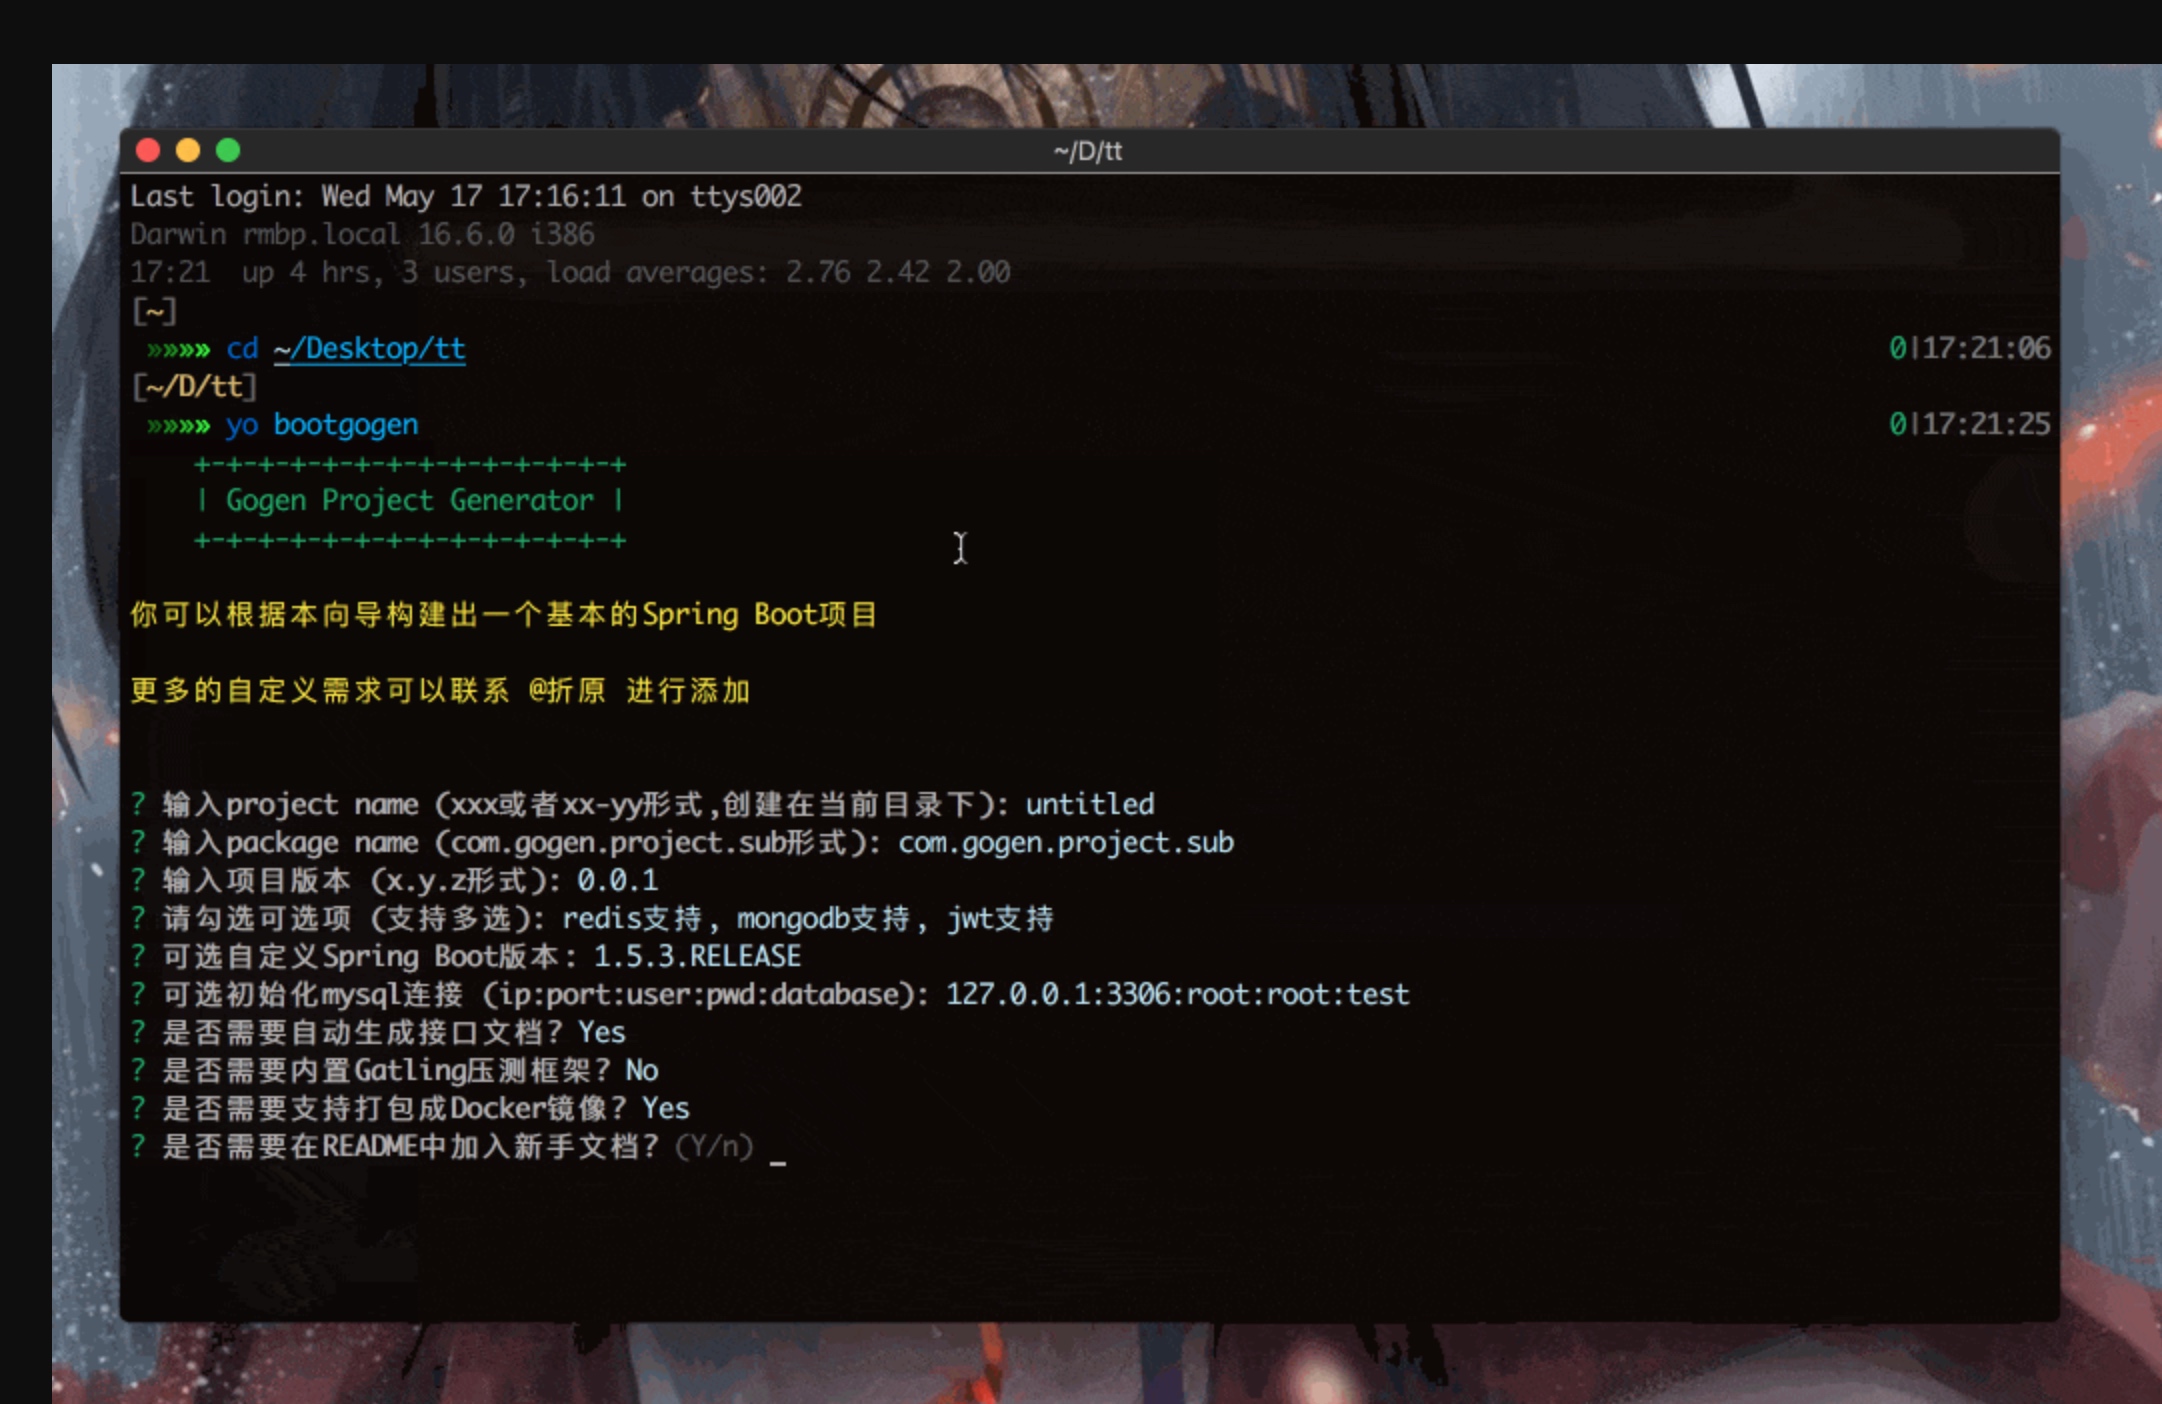 ~/D/tt
Last login: Wed May 17 17:16:11 on ttys002
Darwin rmbp.local 16.6.0 i386
17:21  up 4 hrs, 3 users, load averages: 2.76 2.42 2.00
[~]
»»»» cd ~/Desktop/tt 0|17:21:06
[~/D/tt]
»»»» yo bootgogen 0|17:21:25
+-+-+-+-+-+-+-+-+-+-+-+-+-+
| Gogen Project Generator |
+-+-+-+-+-+-+-+-+-+-+-+-+-+
你可以根据本向导构建出一个基本的Spring Boot项目
更多的自定义需求可以联系 @折原 进行添加
? 输入project name (xxx或者xx-yy形式,创建在当前目录下): untitled
? 输入package name (com.gogen.project.sub形式): com.gogen.project.sub
? 输入项目版本 (x.y.z形式): 0.0.1
? 请勾选可选项 (支持多选): redis支持, mongodb支持, jwt支持
? 可选自定义Spring Boot版本: 1.5.3.RELEASE
? 可选初始化mysql连接 (ip:port:user:pwd:database): 127.0.0.1:3306:root:root:test
? 是否需要自动生成接口文档? Yes
? 是否需要内置Gatling压测框架? No
? 是否需要支持打包成Docker镜像? Yes
? 是否需要在README中加入新手文档? (Y/n) _